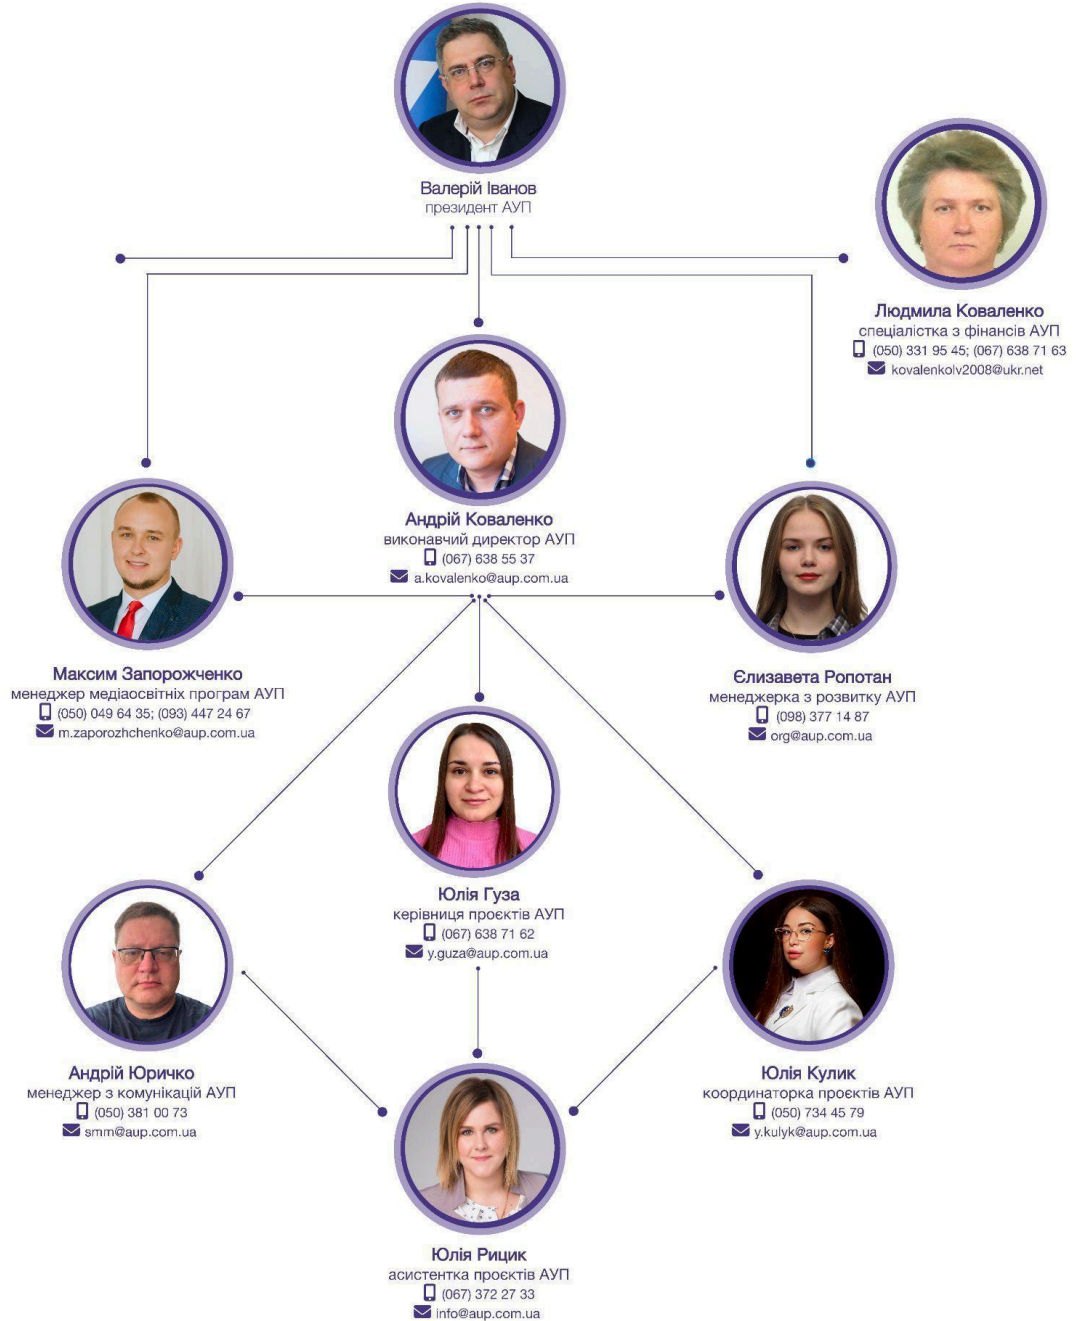 Валерій Іванов
президент АУП
Людмила Коваленко
спеціалістка з фінансів АУП
(050) 331 95 45; (067) 638 71 63
kovalenkolv2008@ukr.net
Андрій Коваленко
виконавчий директор АУП
(067) 638 55 37
a.kovalenko@aup.com.ua
Максим Запорожченко
менеджер медіаосвітніх програм АУП
(050) 049 64 35; (093) 447 24 67
m.zaporozhchenko@aup.com.ua
Єлизавета Ропотан
менеджерка з розвитку АУП
(098) 377 14 87
org@aup.com.ua
Юлія Гуза
керівниця проєктів АУП
(067) 638 71 62
y.guza@aup.com.ua
Андрій Юричко
менеджер з комунікацій АУП
(050) 381 00 73
smm@aup.com.ua
Юлія Кулик
координаторка проєктів АУП
(050) 734 45 79
y.kulyk@aup.com.ua
Юлія Рицик
асистентка проєктів АУП
(067) 372 27 33
info@aup.com.ua